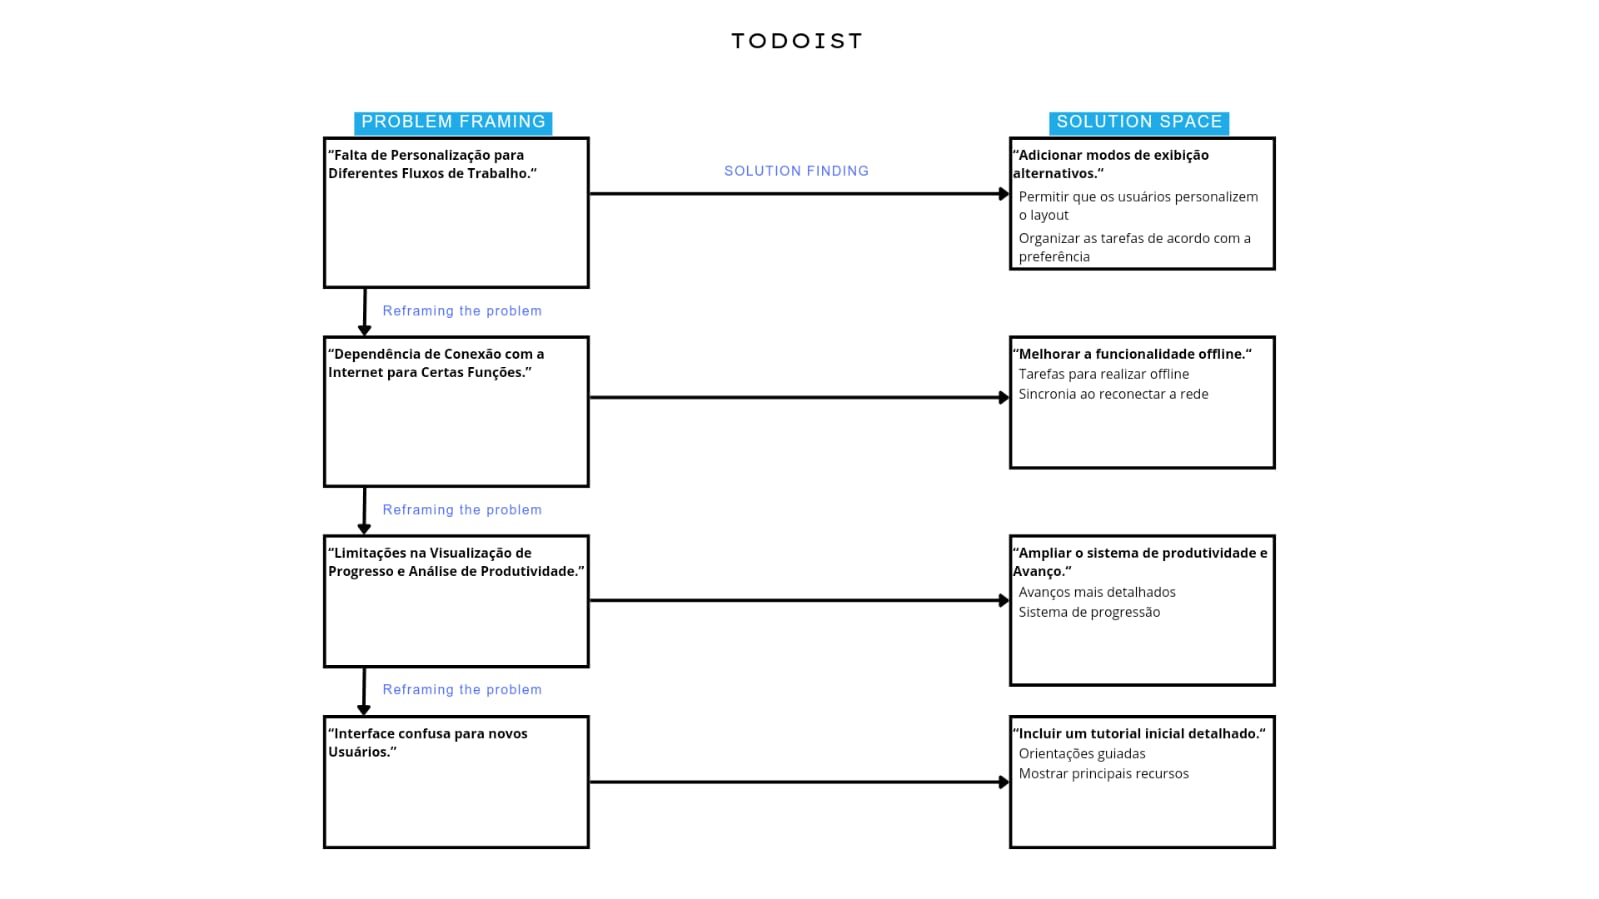 TODOIST
PROBLEM FRAMING
SOLUTION SPACE
“Falta de Personalização para
Diferentes Fluxos de Trabalho.“
SOLUTION FINDING
“Adicionar modos de exibição
alternativos.“
Permitir que os usuários personalizem
o layout
Organizar as tarefas de acordo com a
preferência
Reframing the problem
“Dependência de Conexão com a
Internet para Certas Funções.”
“Melhorar a funcionalidade offline.“
Tarefas para realizar offline
Sincronia ao reconectar a rede
Reframing the problem
“Limitações na Visualização de
Progresso e Análise de Produtividade.”
“Ampliar o sistema de produtividade e
Avanço.“
Avanços mais detalhados
Sistema de progressão
Reframing the problem
“Interface confusa para novos
Usuários.”
“Incluir um tutorial inicial detalhado.“
Orientações guiadas
Mostrar principais recursos